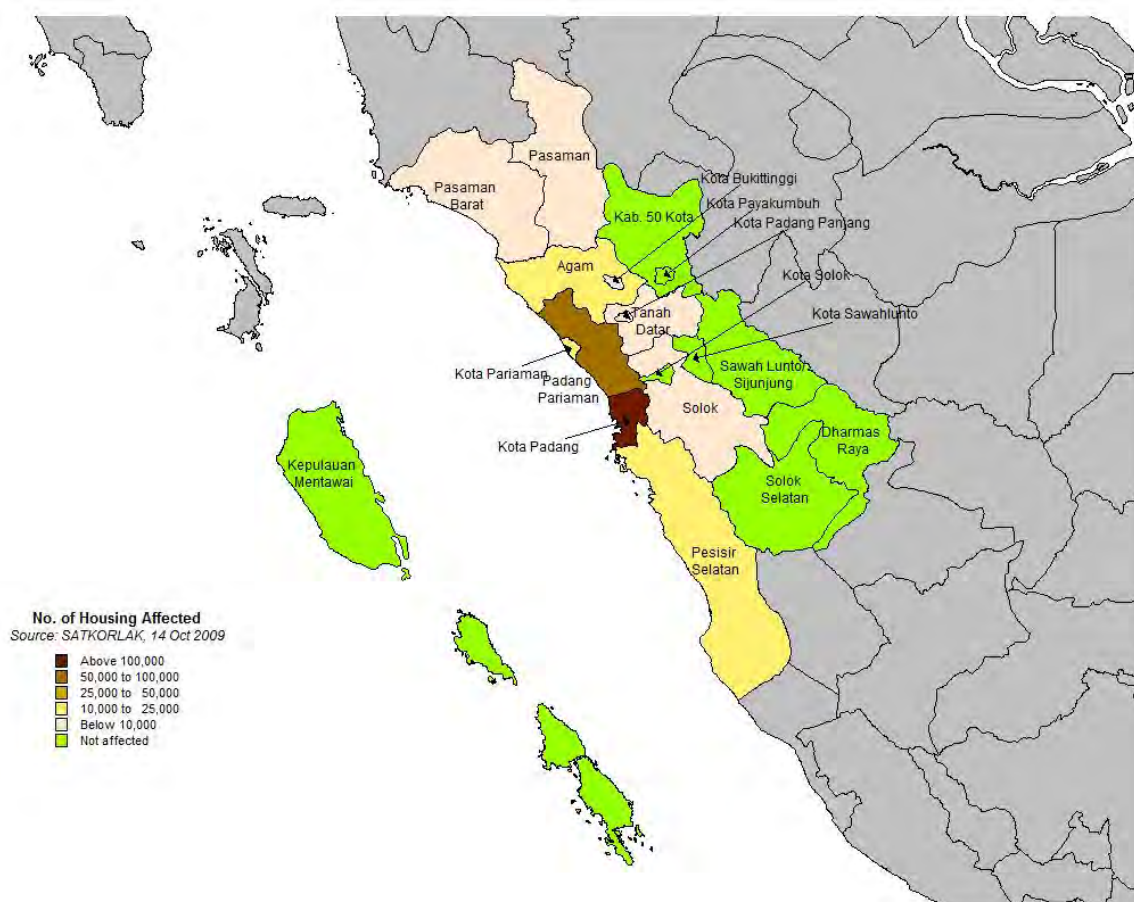 Kota Bukittinggi
Pasaman
Kota Payakumbuh
Pasaman
Barat
Kab. 50 Kota
Kota Padang Panjang
Agam
Kota Solok
Tanah
Datar
Kota Sawahlunto
Kota Pariaman
Padang
Pariaman
Sawah Lunto/
Sijunjung
Solok
Kota Padang
Dharmas
Raya
Kepulauan
Mentawai
Solok
Selatan
Pesisir
Selatan
No. of Housing Affected
Source: SATKORLAK, 14 Oct 2009
Above 100,000
50,000 to 100,000
25,000 to 50,000
10,000 to 25,000
Below 10,000
Not affected